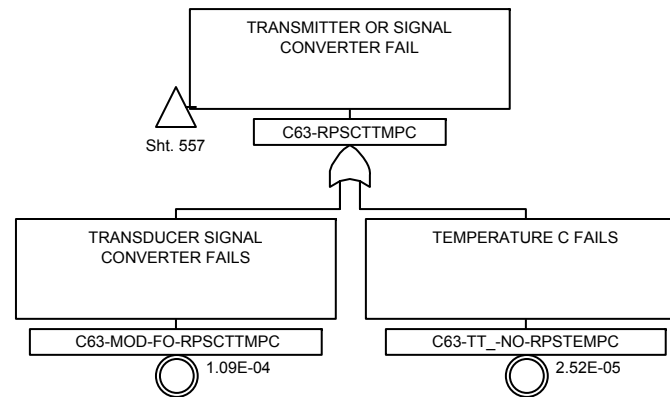 TRANSMITTER OR SIGNAL
CONVERTER FAIL
Sht. 557
C63-RPSCTTMPC
TRANSDUCER SIGNAL
CONVERTER FAILS
TEMPERATURE C FAILS
C63-MOD-FO-RPSCTTMPC
C63-TT_-NO-RPSTEMPC
1.09E-04
2.52E-05